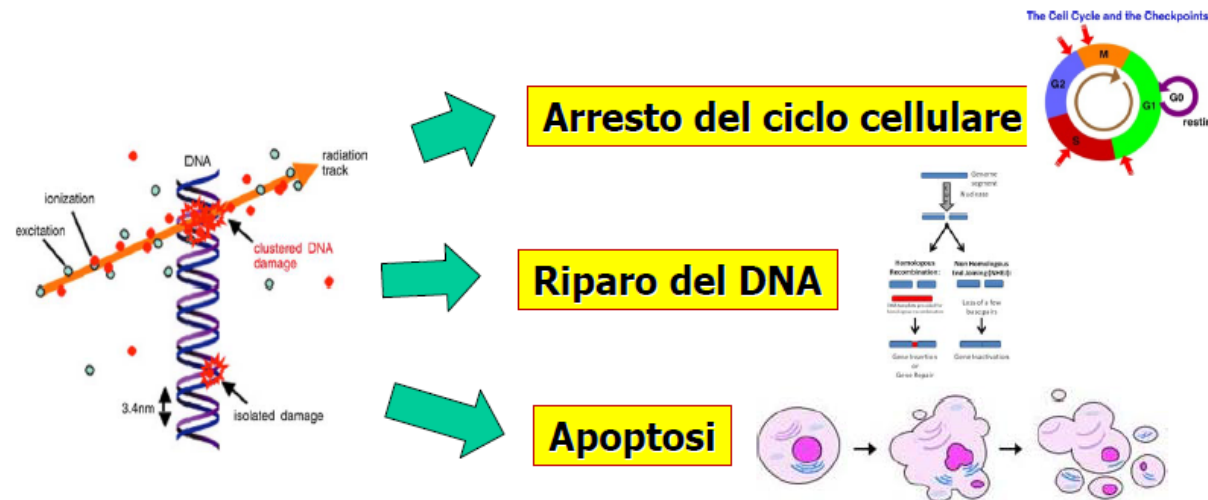 The Cell Cycle and the Checkpoints
M
G2
G1
G0
S
restin
Arresto del ciclo cellulare
DNA
radiation
track
ionization
excitation
clustered DNA
damage
3.4nm
isolated damage
Riparo del DNA
Genome
segment
Nuclease
Homologous
Recombination:
Non Homologous
End Joining (NHEJ):
Loss of a few
base pairs
Gene Insertion
or
Gene Repair
Gene Inactivation
Apoptosi